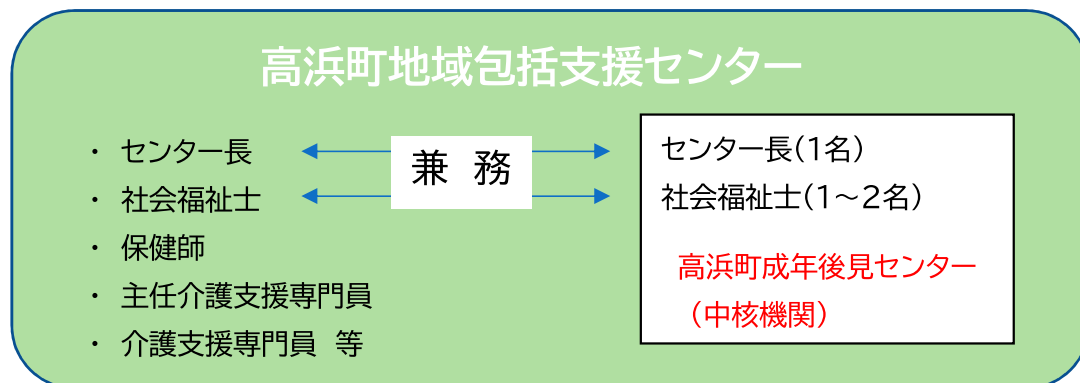 高浜町地域包括支援センター
・ センター長
・ 社会福祉士
・ 保健師
・ 主任介護支援専門員
・ 介護支援専門員 等
兼 務
センター長(1名)
社会福祉士(1~2名)
高浜町成年後見センター
(中核機関)